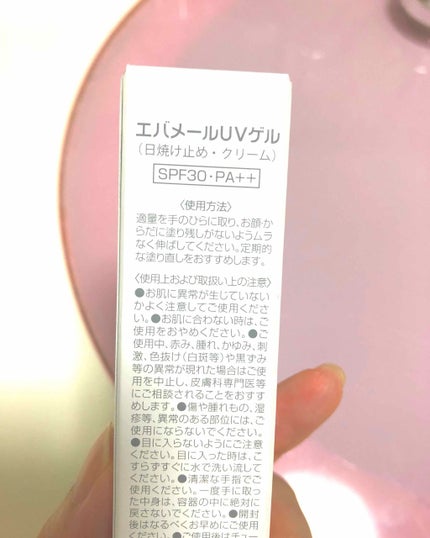 エバメールUVゲル
(日焼け止め・クリーム)
SPF30・PA++
〈使用方法〉
適量を手のひらに取り、お顔・か
らだに塗り残しがないようムラ
なく伸ばしてください。定期的
な塗り直しをおすすめします。
〈使用上および取扱い上の注意〉
●お肌に異常が生じていない
かよく注意してご使用くださ
い。●お肌に合わない時は、ご
使用をおやめください。●ご
使用中、赤み、腫れ、かゆみ、刺
激、色抜け(白斑等)や黒ずみ
等の異常が現れた場合はご使
用を中止し、皮膚科専門医等
にご相談されることをおすす
めします。●傷や腫れもの、湿
疹等、異常のある部位には、ご
使用にならないでください。
●目に入らないようにご注意
ください。目に入った時は、こ
すらずすぐに水で洗い流して
ください。●清潔な手指でご
使用ください。一度手に取っ
た中身は、容器の中に絶対に
戻さないでください。●開封
後はなるべくお早めにご使用
ください。●ご使用後はチュー